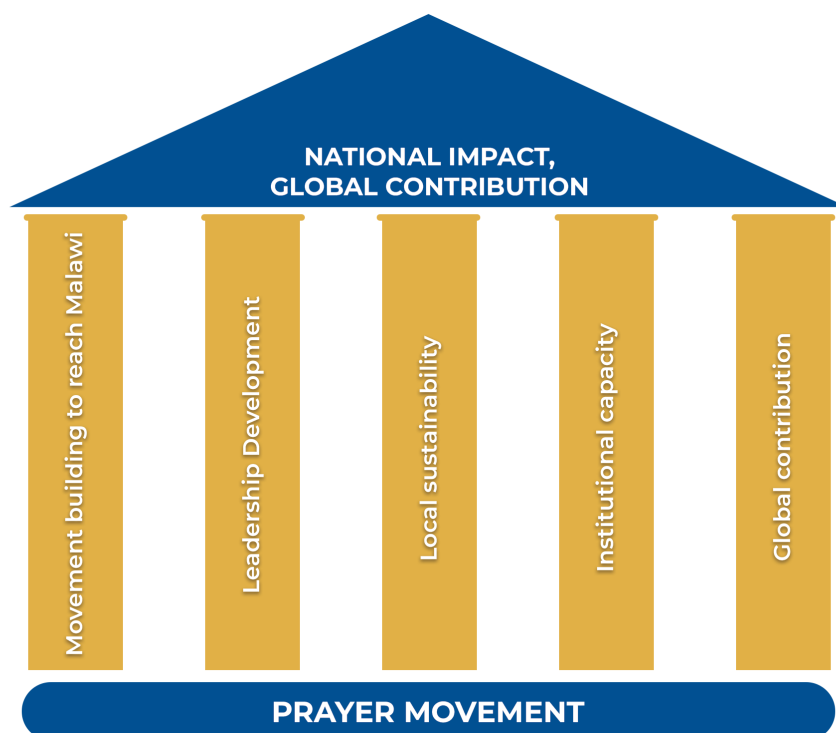 NATIONAL IMPACT,
GLOBAL CONTRIBUTION
Movement building to reach Malawi
Leadership Development
Local sustainability
Institutional capacity
Global contribution
PRAYER MOVEMENT